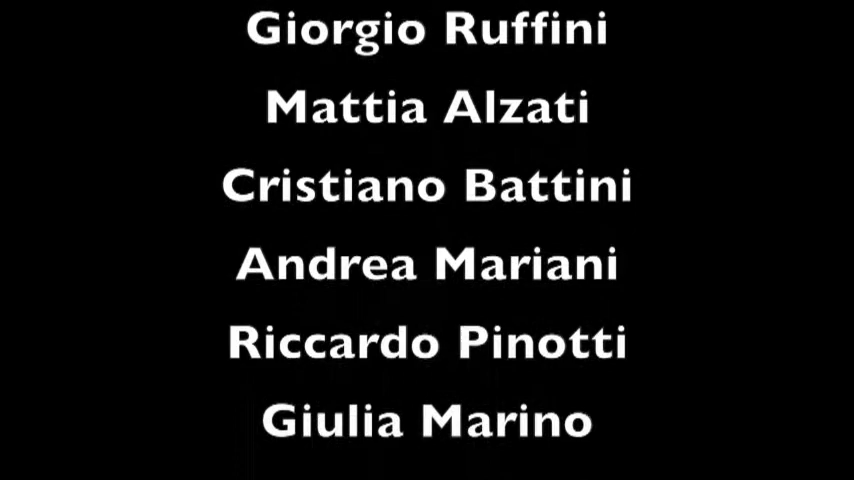 Giorgio Ruffini
Mattia Alzati
Cristiano Battini
Andrea Mariani
Riccardo Pinotti
Giulia Marino